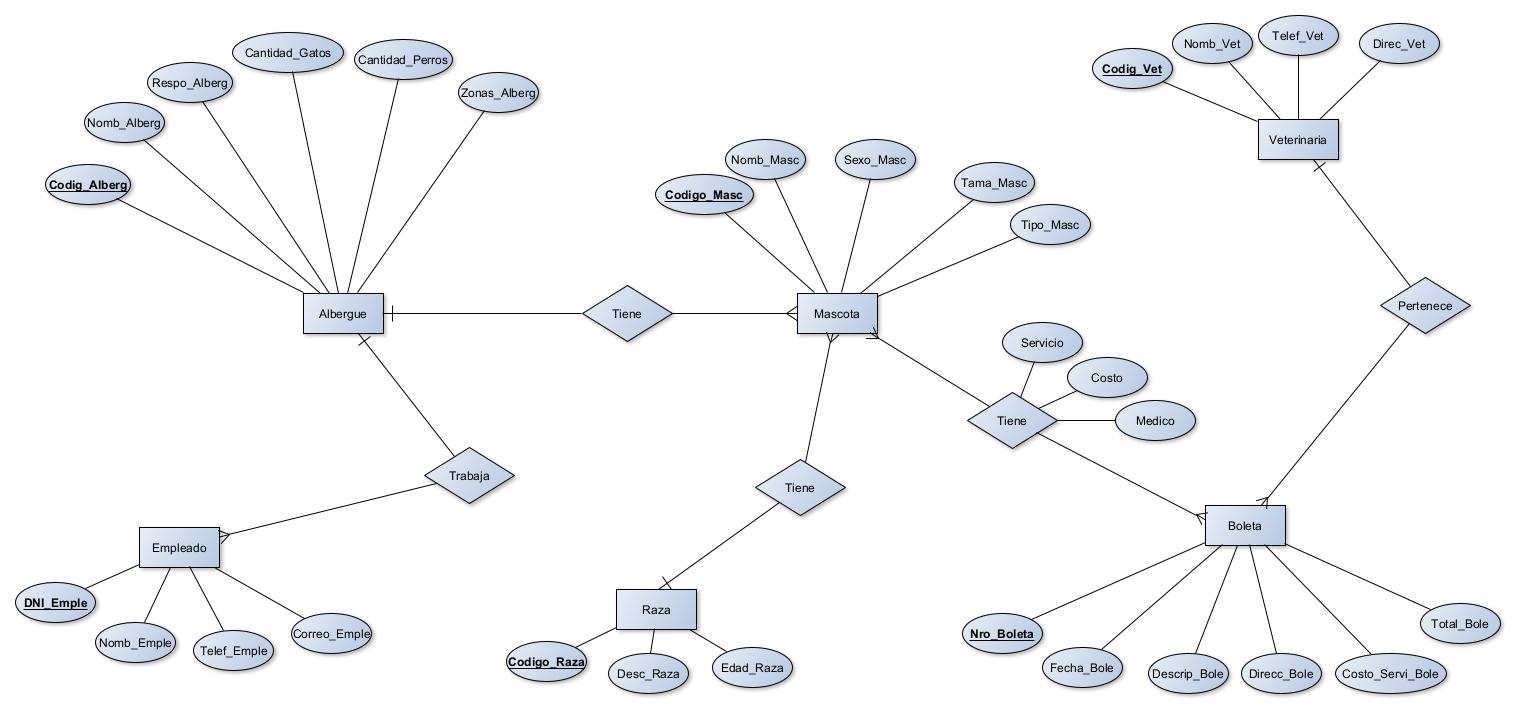 Cantidad_Gatos
Cantidad_Perros
Respo_Alberg
Zonas_Alberg
Nomb_Alberg
Codig_Alberg
Albergue
Tiene
Nomb_Masc
Sexo_Masc
Codigo_Masc
Tama_Masc
Tipo_Masc
Mascota
Telef_Vet
Nomb_Vet
Direc_Vet
Codig_Vet
Veterinaria
Pertenece
Servicio
Costo
Tiene
Medico
Trabaja
Tiene
Empleado
DNI_Emple
Nomb_Emple
Telef_Emple
Correo_Emple
Raza
Codigo_Raza
Desc_Raza
Edad_Raza
Boleta
Nro_Boleta
Fecha_Bole
Descrip_Bole
Direcc_Bole
Costo_Servi_Bole
Total_Bole